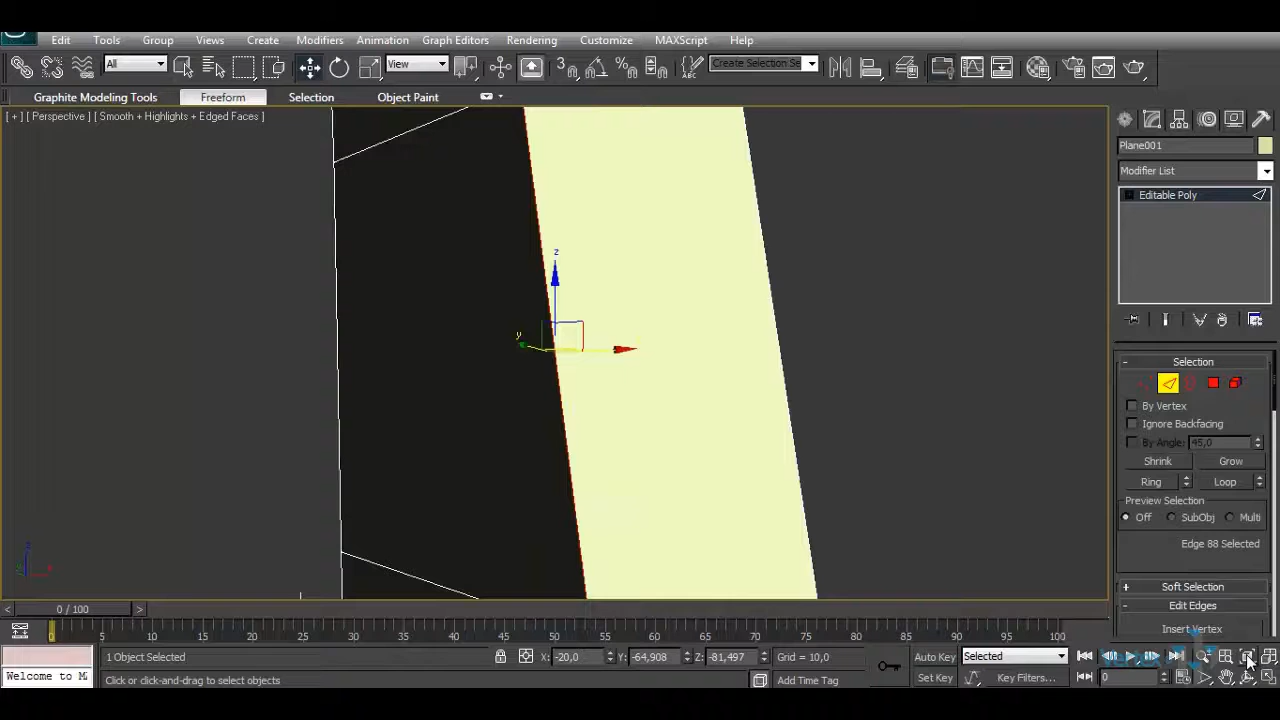 Edit Tools Group Views Create Modifiers Animation Graph Editors Rendering Customize MAXScript Help
All View 3 Create Selection Se
Graphite Modeling Tools Freeform Selection Object Paint
[ + ] [ Perspective ] [ Smooth + Highlights + Edged Faces ]
Plane001
Modifier List
Editable Poly
z
y
Selection
By Vertex
Ignore Backfacing
By Angle: 45,0
Shrink Grow
Ring Loop
Preview Selection
Off SubObj Multi
Edge 88 Selected
Soft Selection
Edit Edges
Insert Vertex
z
x
< 0 / 100 >
0 5 10 15 20 25 30 35 40 45 50 55 60 65 70 75 80 85 90 95 100
1 Object Selected X: -20,0 Y: -64,908 Z: -81,497 Grid = 10,0 Auto Key Selected
Welcome to M Click or click-and-drag to select objects Add Time Tag Set Key Key Filters... 0